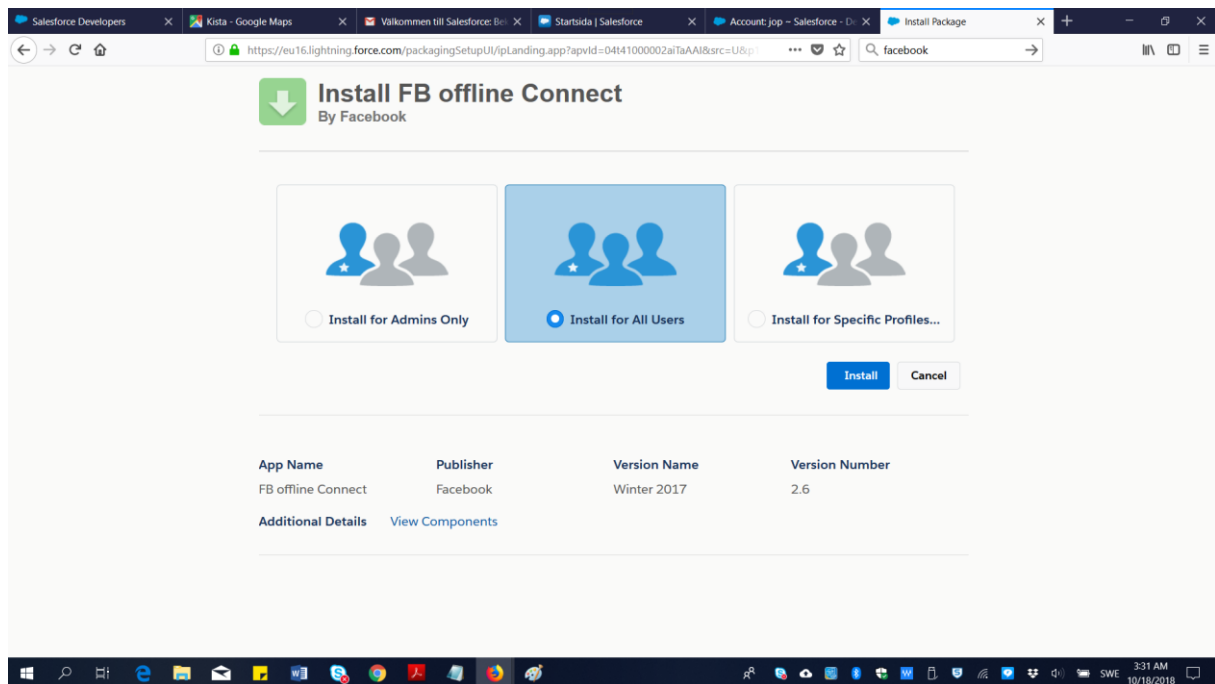 Salesforce Developers
Kista - Google Maps
Välkommen till Salesforce: Bek
Startsida | Salesforce
Account: jop ~ Salesforce - De
Install Package
https://eu16.lightning.force.com/packagingSetupUI/ipLanding.app?apvId=04t41000002aiTaAAI&src=U&p1
facebook
Install FB offline Connect
By Facebook
Install for Admins Only
Install for All Users
Install for Specific Profiles...
Install
Cancel
App Name Publisher Version Name Version Number
FB offline Connect Facebook Winter 2017 2.6
Additional Details View Components
SWE
3:31 AM
10/18/2018